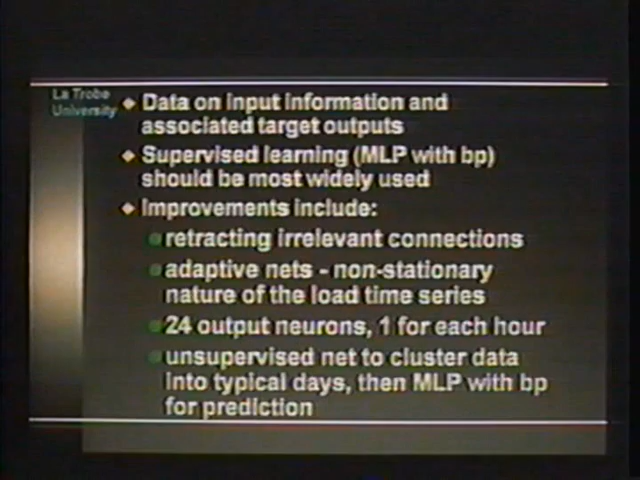 La Trobe
University
Data on input information and
associated target outputs
Supervised learning (MLP with bp)
should be most widely used
Improvements include:
retracting irrelevant connections
adaptive nets - non-stationary
nature of the load time series
24 output neurons, 1 for each hour
unsupervised net to cluster data
into typical days, then MLP with bp
for prediction